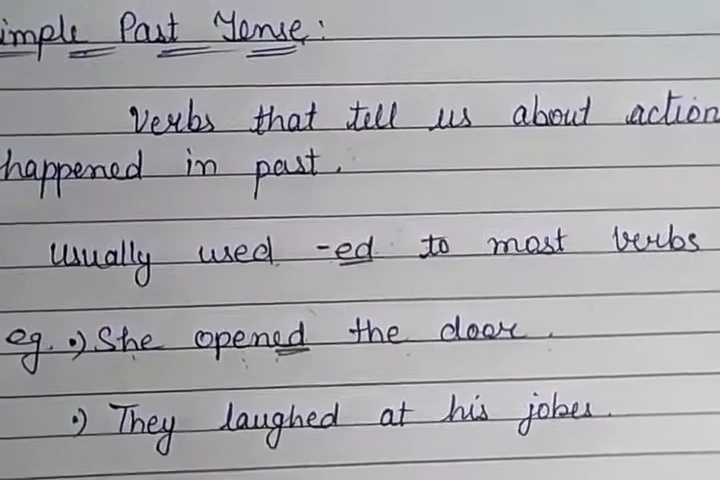 imple Past Tense:
Verbs that tell us about action
happened in past.
Usually used -ed to most verbs
eg. •) She opened the door.
•) They laughed at his jokes.